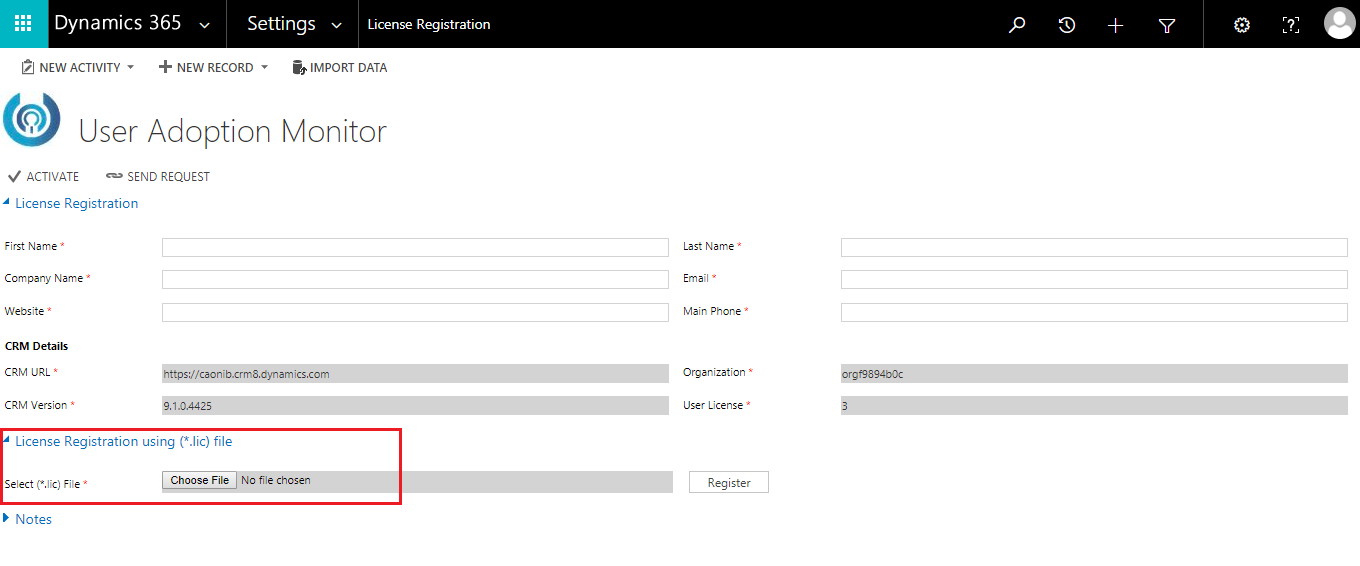 Dynamics 365 Settings License Registration
NEW ACTIVITY NEW RECORD IMPORT DATA
User Adoption Monitor
ACTIVATE SEND REQUEST
License Registration
First Name * Last Name *
Company Name * Email *
Website * Main Phone *
CRM Details
CRM URL * https://caonib.crm8.dynamics.com Organization * orgf9894b0c
CRM Version * 9.1.0.4425 User License * 3
License Registration using (*.lic) file
Select (*.lic) File * Choose File No file chosen Register
Notes